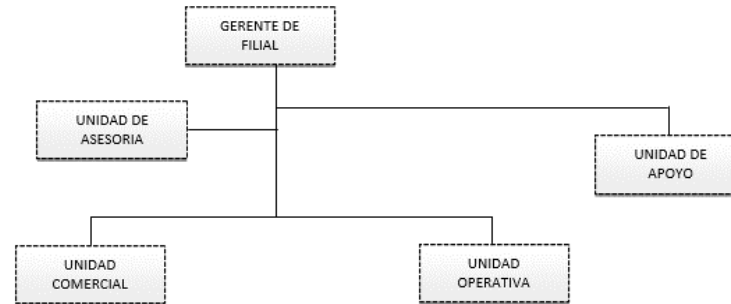 GERENTE DE
FILIAL
UNIDAD DE
ASESORIA
UNIDAD DE
APOYO
UNIDAD
COMERCIAL
UNIDAD
OPERATIVA